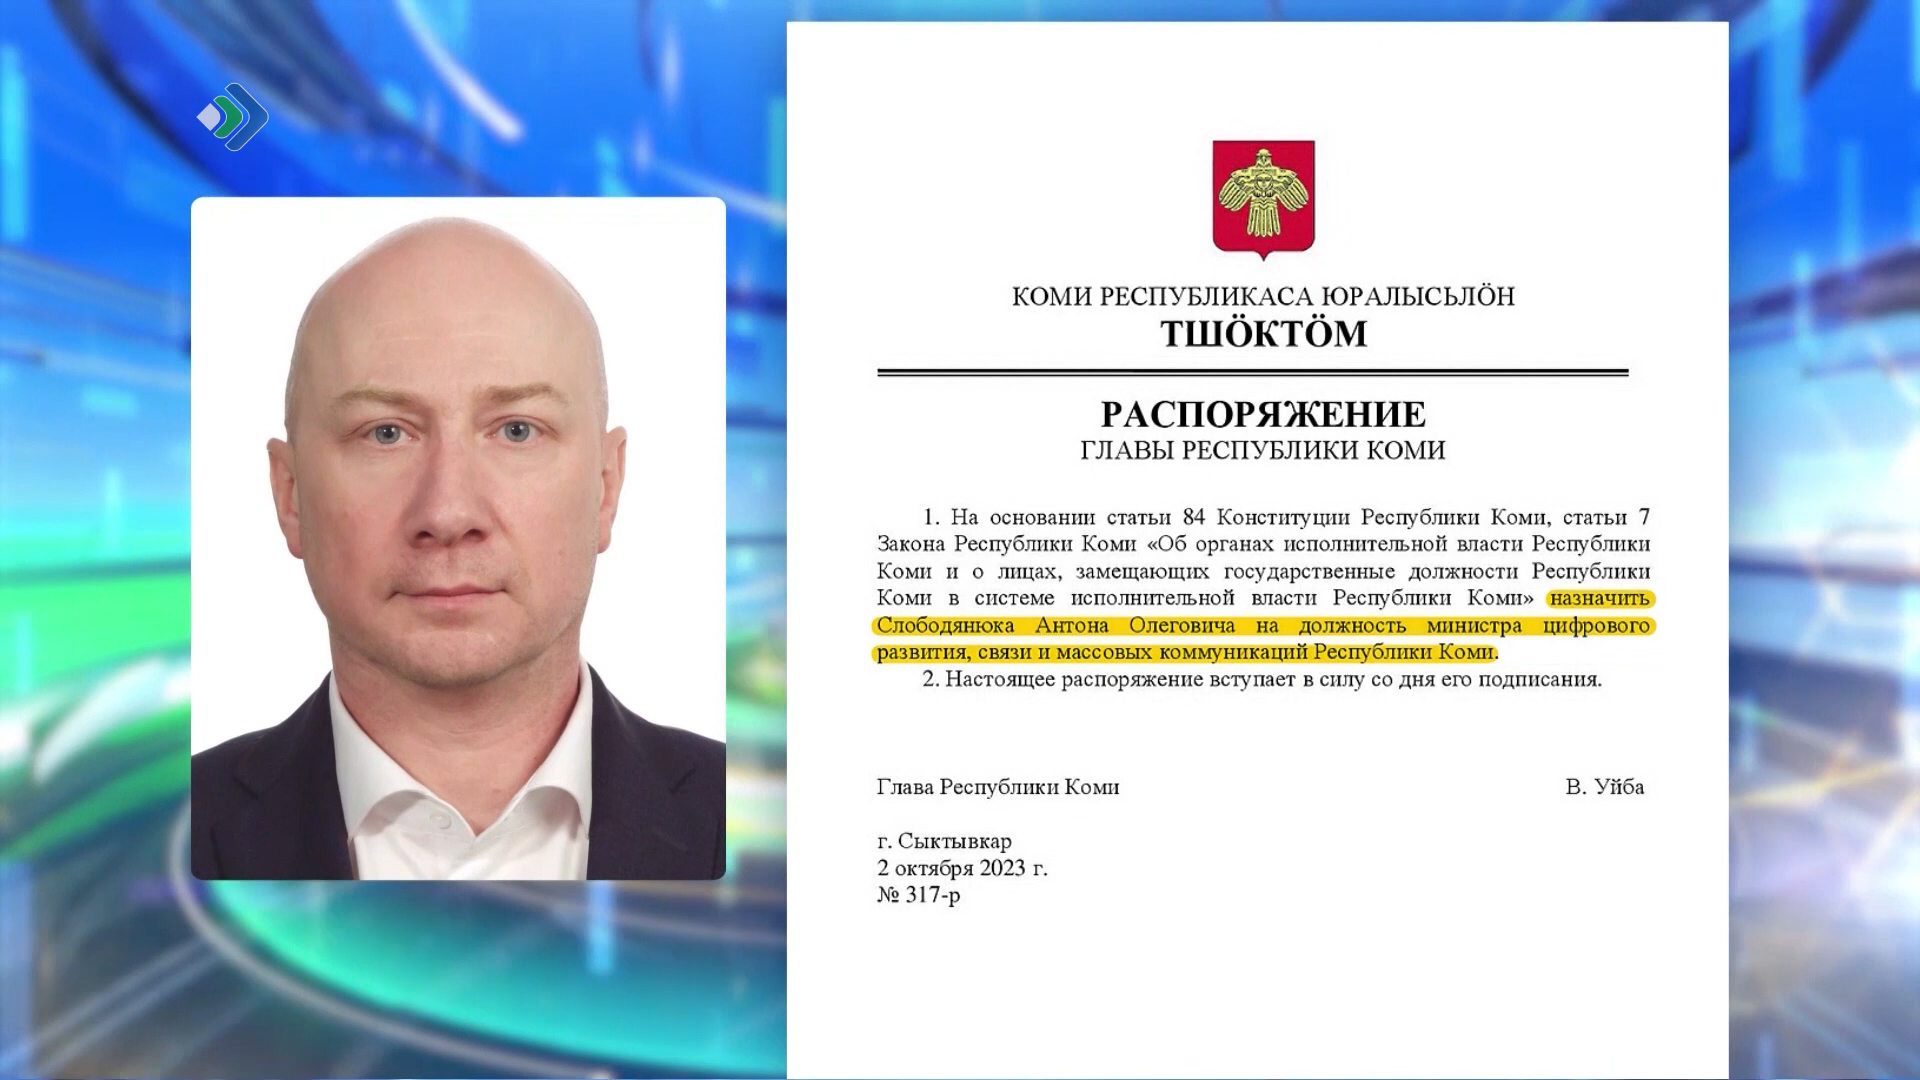 КОМИ РЕСПУБЛИКАСА ЮРАЛЫСЬЛӦН
ТШӦКТӦМ
РАСПОРЯЖЕНИЕ
ГЛАВЫ РЕСПУБЛИКИ КОМИ
1. На основании статьи 84 Конституции Республики Коми, статьи 7
Закона Республики Коми «Об органах исполнительной власти Республики
Коми и о лицах, замещающих государственные должности Республики
Коми в системе исполнительной власти Республики Коми» назначить
Слободянюка Антона Олеговича на должность министра цифрового
развития, связи и массовых коммуникаций Республики Коми.
2. Настоящее распоряжение вступает в силу со дня его подписания.
Глава Республики Коми В. Уйба
г. Сыктывкар
2 октября 2023 г.
№ 317-р